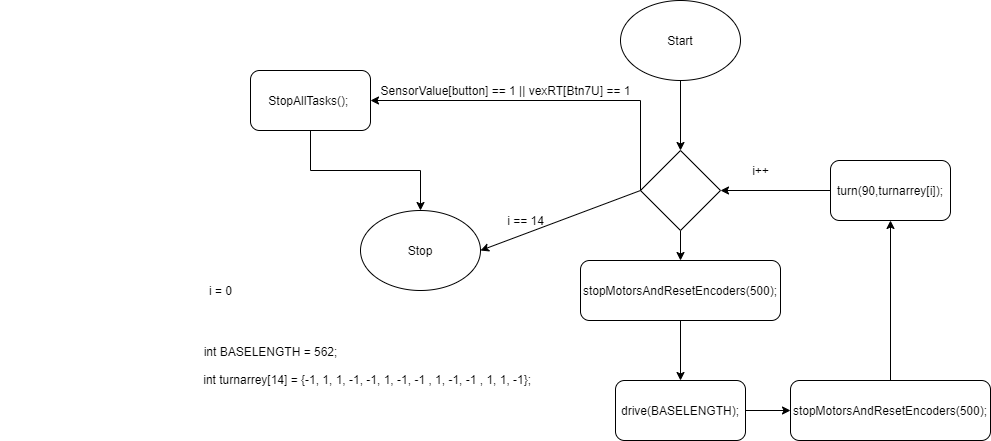 Start
SensorValue[button] == 1 || vexRT[Btn7U] == 1
StopAllTasks();
i++
turn(90,turnarrey[i]);
i == 14
Stop
stopMotorsAndResetEncoders(500);
i = 0
int BASELENGTH = 562;
int turnarrey[14] = {-1, 1, 1, -1, -1, 1, -1, -1 , 1, -1, -1 , 1, 1, -1};
drive(BASELENGTH);
stopMotorsAndResetEncoders(500);